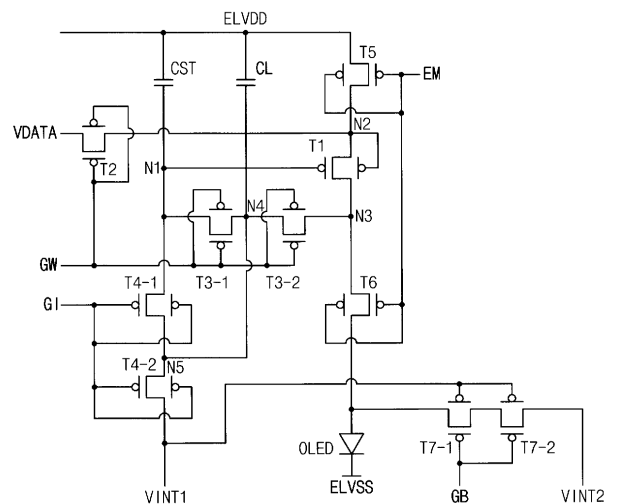 ELVDD
T5
CST
CL
EM
VDATA
N2
T2
T1
N1
N4
N3
GW
T4-1
T3-1
T3-2
T6
GI
T4-2
N5
OLED
T7-1
T7-2
ELVSS
VINT1
GB
VINT2